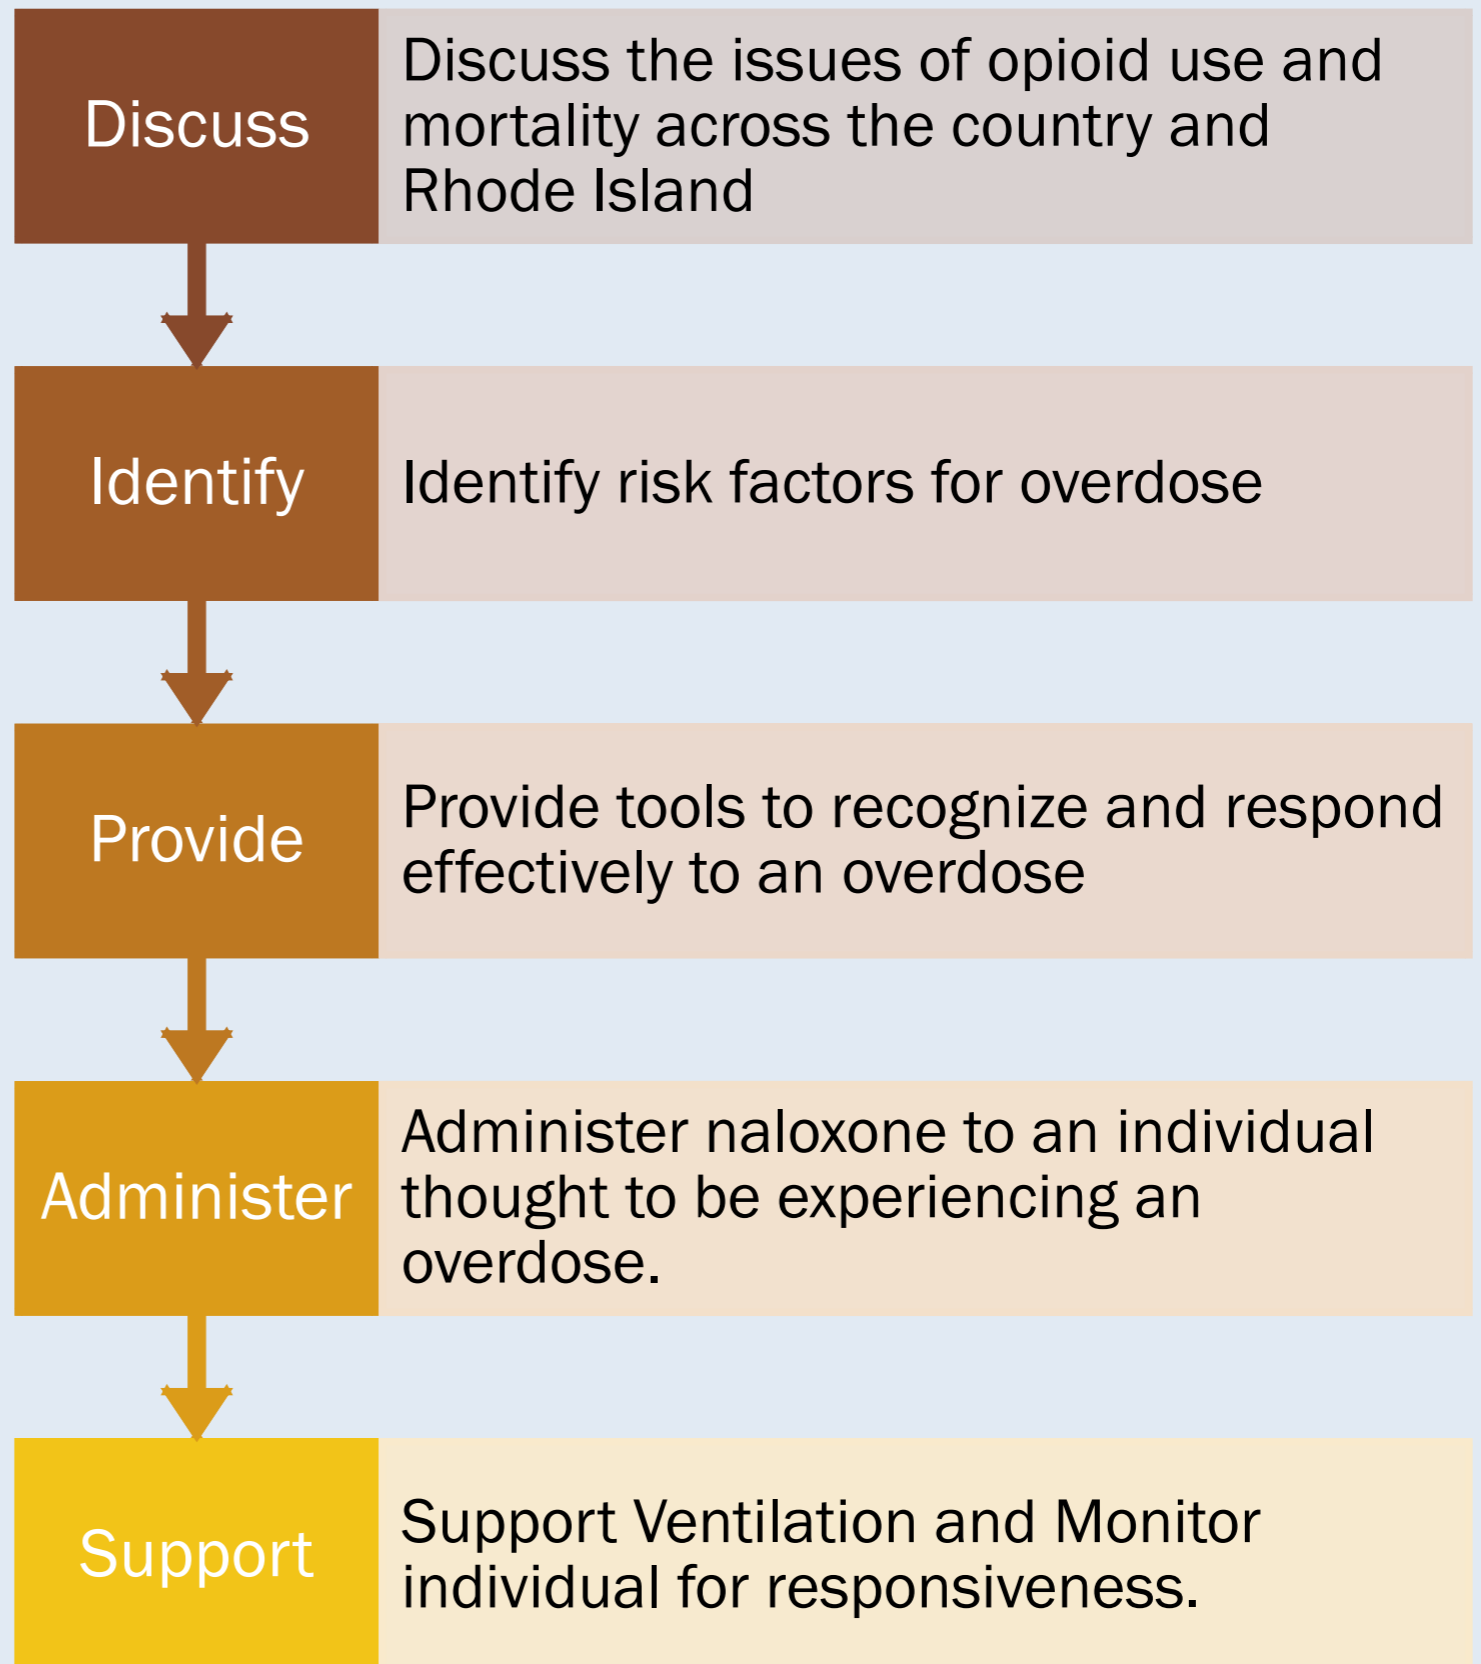 Discuss
Discuss the issues of opioid use and
mortality across the country and
Rhode Island
Identify
Identify risk factors for overdose
Provide
Provide tools to recognize and respond
effectively to an overdose
Administer
Administer naloxone to an individual
thought to be experiencing an
overdose.
Support
Support Ventilation and Monitor
individual for responsiveness.